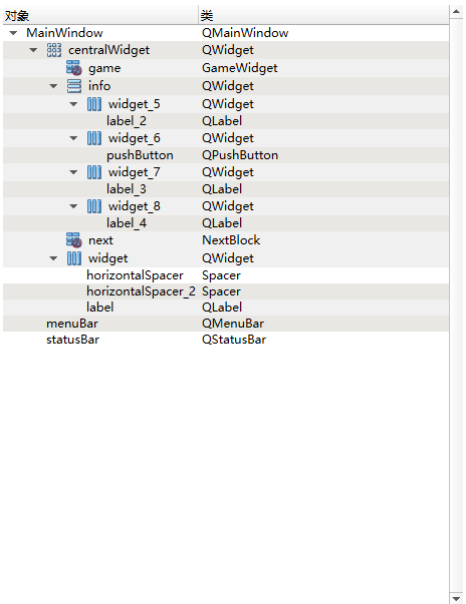 对象 类
MainWindow QMainWindow
centralWidget QWidget
game GameWidget
info QWidget
widget_5 QWidget
label_2 QLabel
widget_6 QWidget
pushButton QPushButton
widget_7 QWidget
label_3 QLabel
widget_8 QWidget
label_4 QLabel
next NextBlock
widget QWidget
horizontalSpacer Spacer
horizontalSpacer_2 Spacer
label QLabel
menuBar QMenuBar
statusBar QStatusBar